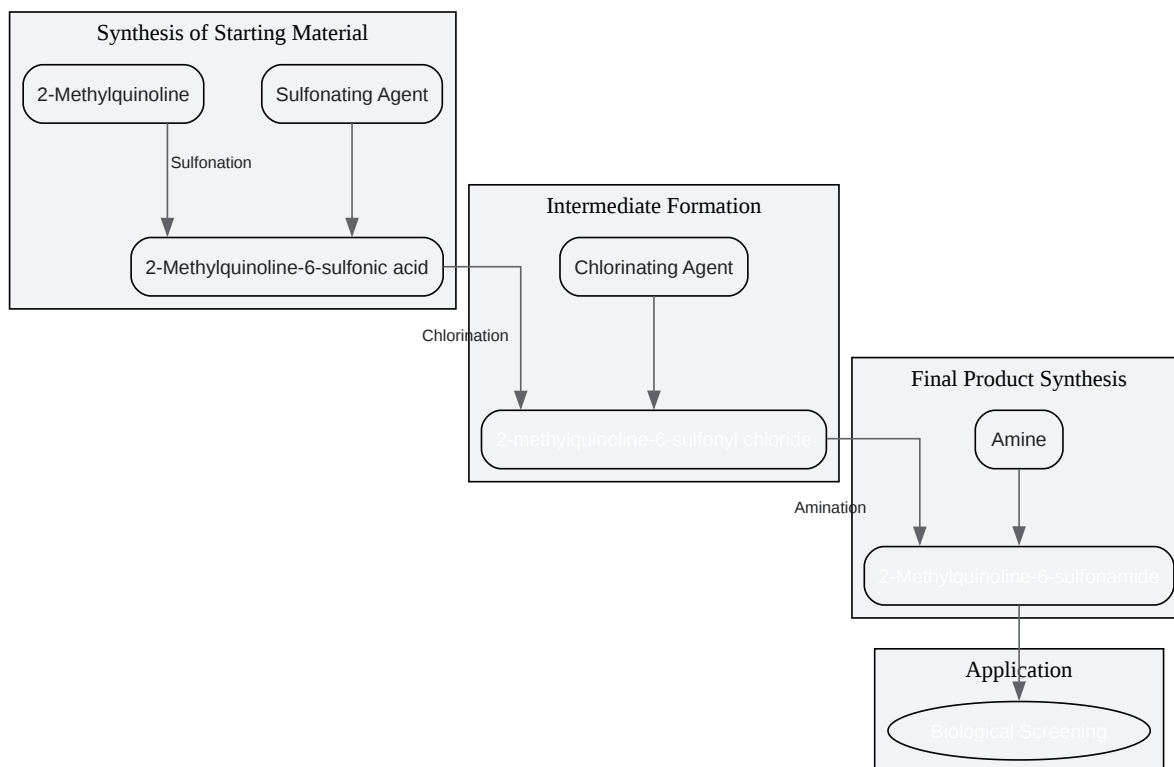 Synthesis of Starting Material
2-Methylquinoline
Sulfonating Agent
Sulfonation
2-Methylquinoline-6-sulfonic acid
Intermediate Formation
Chlorinating Agent
Chlorination
2-methylquinoline-6-sulfonyl chloride
Final Product Synthesis
Amine
Amination
2-Methylquinoline-6-sulfonamide
Application
Biological Screening